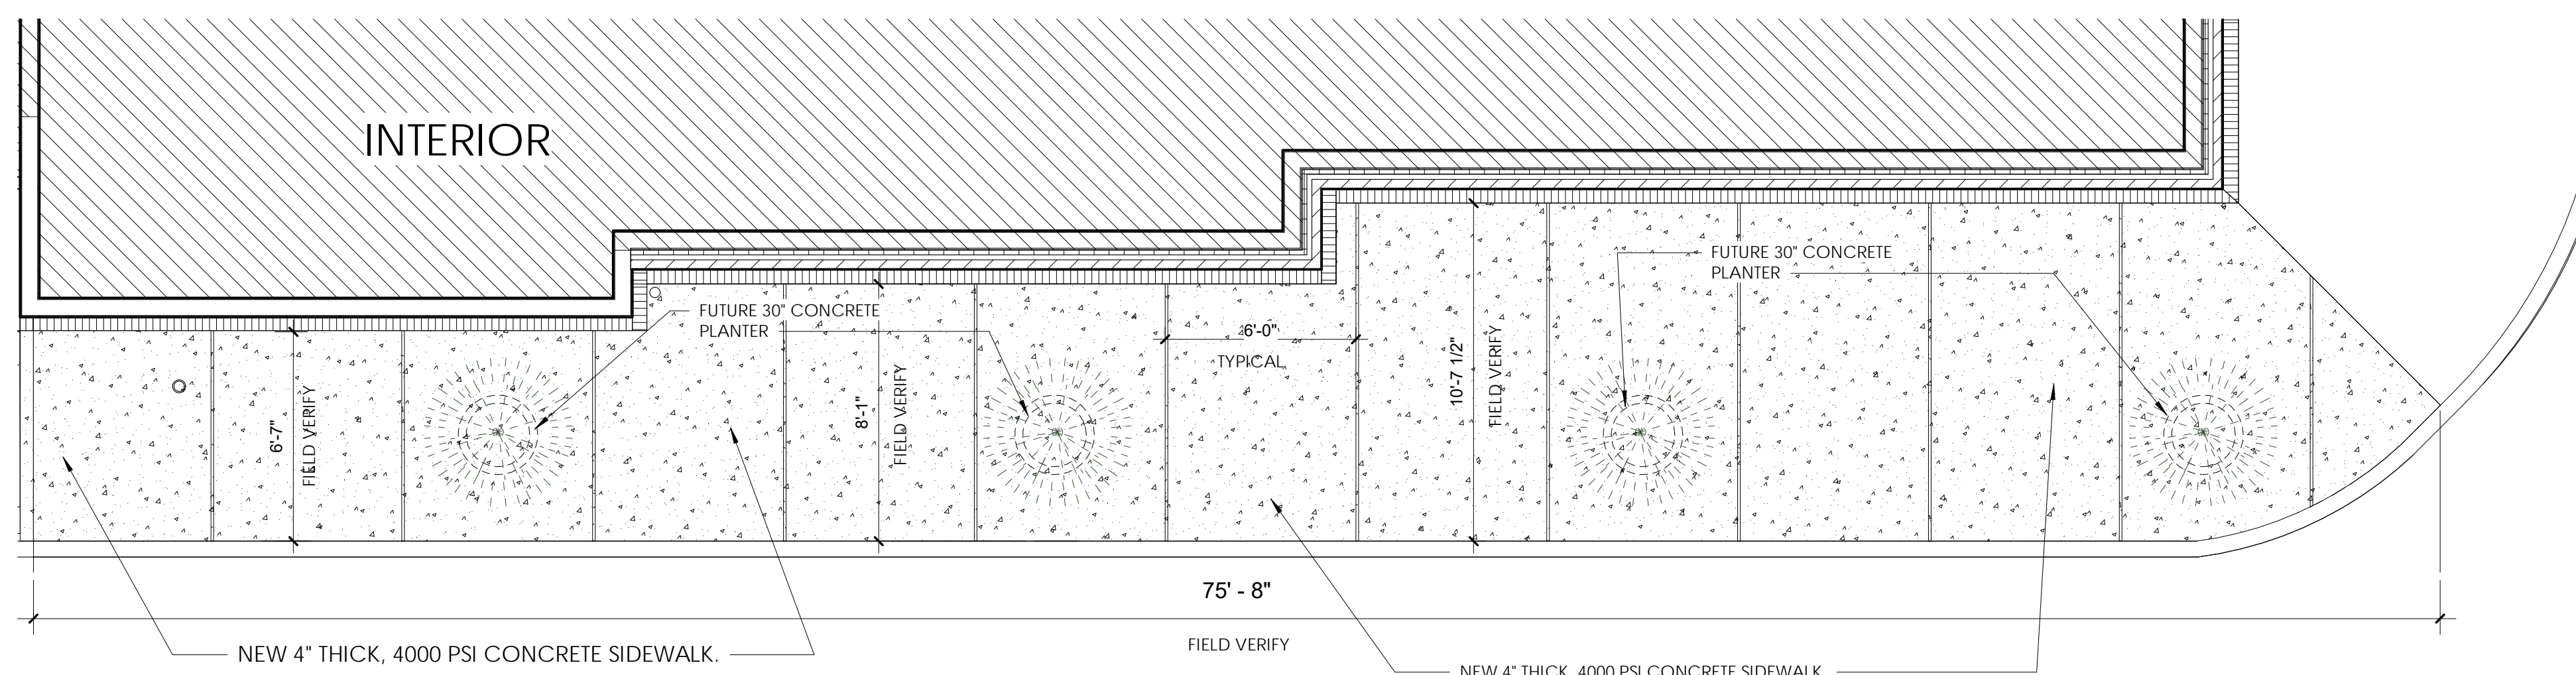 INTERIOR
FUTURE 30" CONCRETE
PLANTER
FUTURE 30" CONCRETE
PLANTER
6'-0"
TYPICAL
6'-7"
FIELD VERIFY
8'-1"
FIELD VERIFY
10'-7 1/2"
FIELD VERIFY
75' - 8"
FIELD VERIFY
NEW 4" THICK, 4000 PSI CONCRETE SIDEWALK.
NEW 4" THICK, 4000 PSI CONCRETE SIDEWALK.